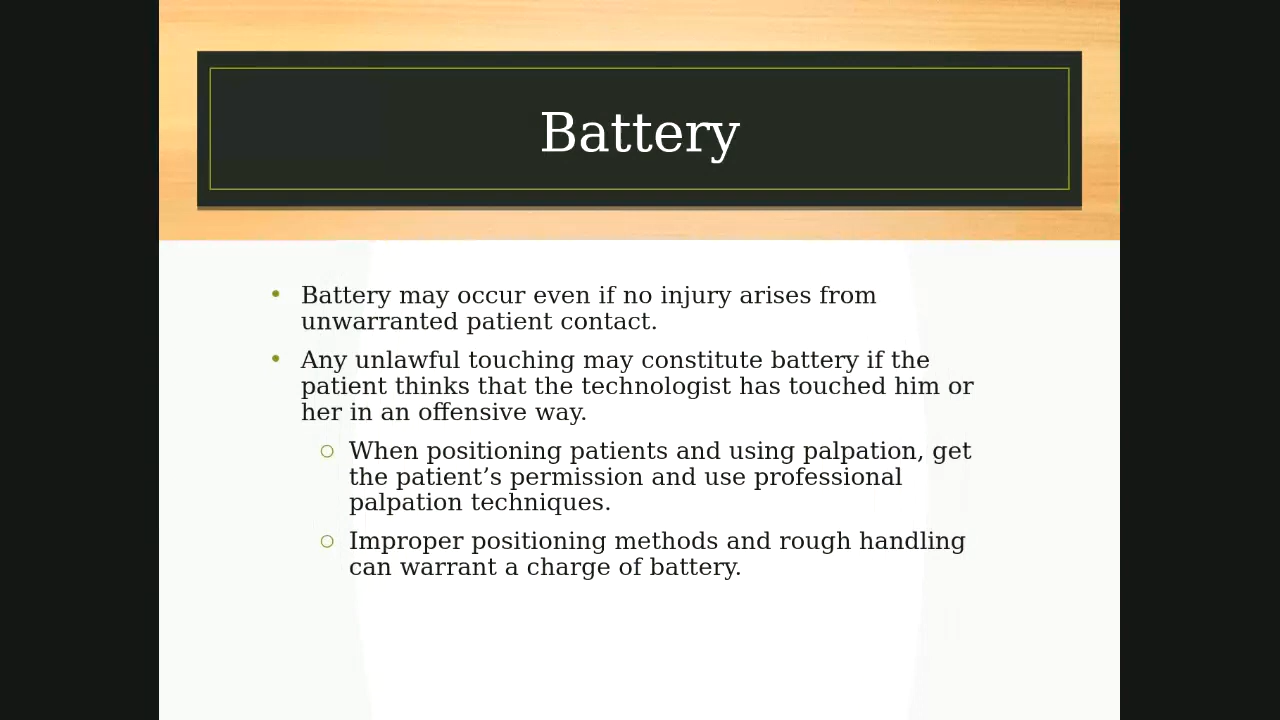 Battery
• Battery may occur even if no injury arises from
unwarranted patient contact.
• Any unlawful touching may constitute battery if the
patient thinks that the technologist has touched him or
her in an offensive way.
○ When positioning patients and using palpation, get
the patient’s permission and use professional
palpation techniques.
○ Improper positioning methods and rough handling
can warrant a charge of battery.